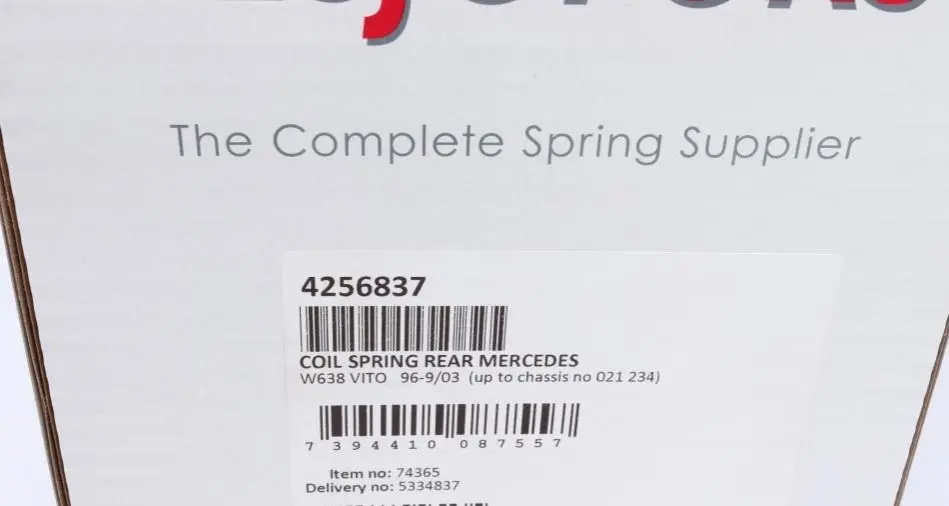 The Complete Spring Supplier
4256837
COIL SPRING REAR MERCEDES
W638 VITO 96-9/03 (up to chassis no 021 234)
7 394410 087557
Item no: 74365
Delivery no: 5334837